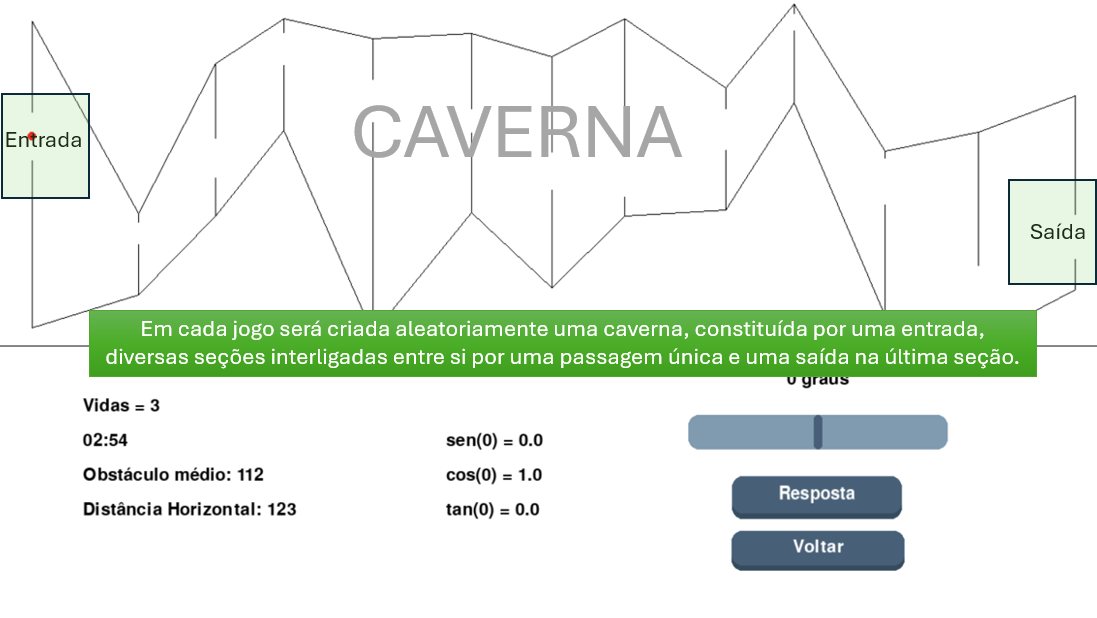 CAVERNA
Entrada
Saída
Em cada jogo será criada aleatoriamente uma caverna, constituída por uma entrada,
diversas seções interligadas entre si por uma passagem única e uma saída na última seção.
0 graus
Vidas = 3
02:54
sen(0) = 0.0
Obstáculo médio: 112
cos(0) = 1.0
Distância Horizontal: 123
tan(0) = 0.0
Resposta
Voltar